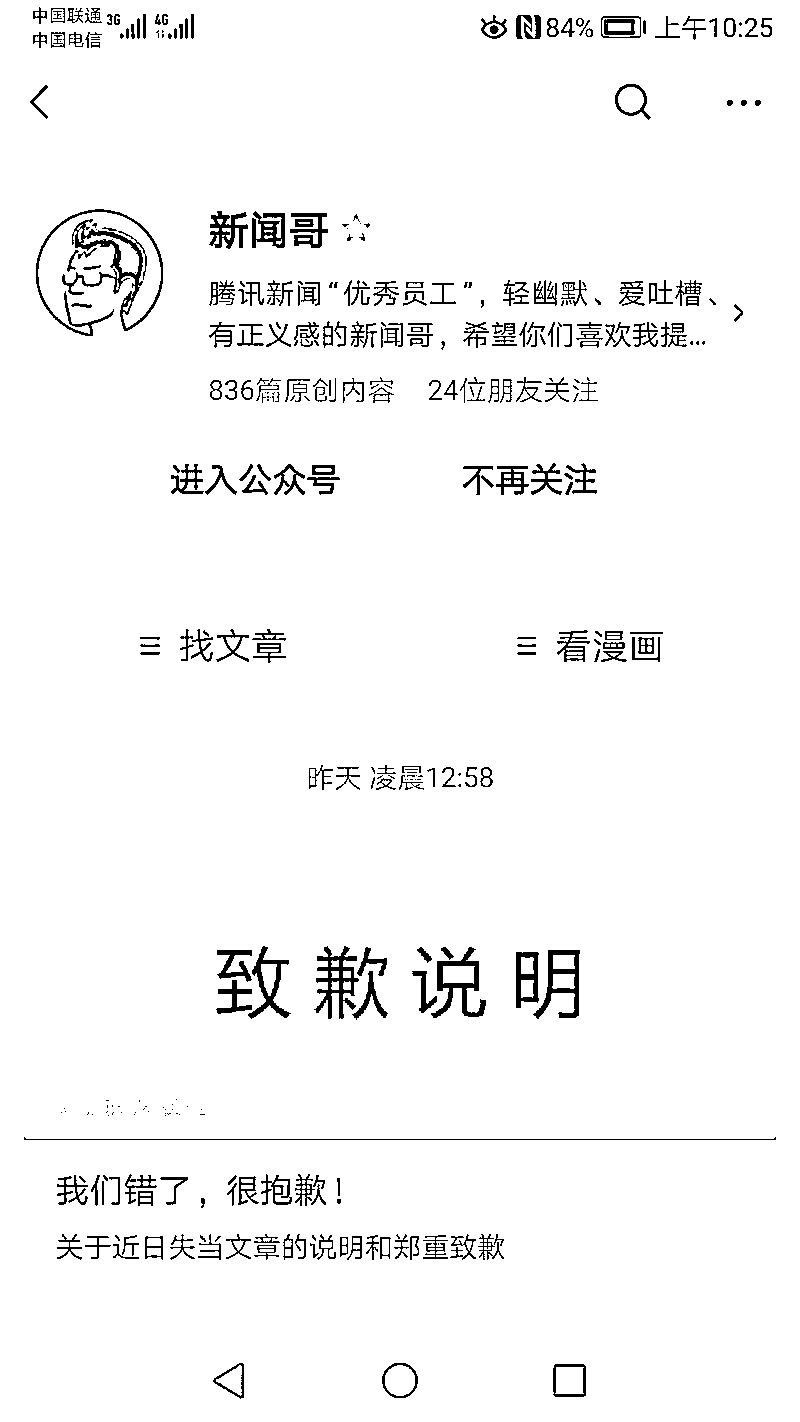 中国联通 3G 4G
中国电信
84% 上午10:25
新闻哥
腾讯新闻“优秀员工”，轻幽默、爱吐槽、
有正义感的新闻哥，希望你们喜欢我提...
836篇原创内容 24位朋友关注
进入公众号 不再关注
找文章 看漫画
昨天 凌晨12:58
致歉说明
我们错了，很抱歉！
关于近日失当文章的说明和郑重致歉